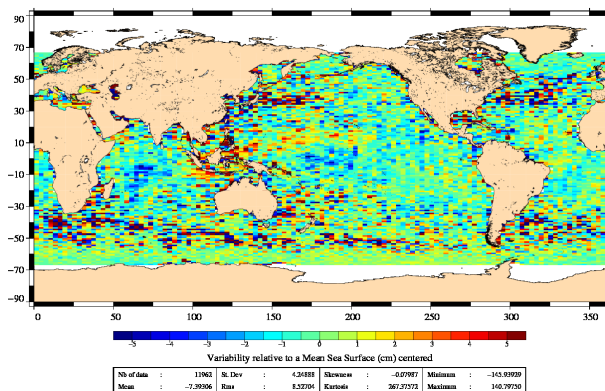 90
70
50
30
10
−10
−30
−50
−70
−90
0 50 100 150 200 250 300 350
−5 −4 −3 −2 −1 0 1 2 3 4 5
Variability relative to a Mean Sea Surface (cm) centered
Nb of data : 11962 St. Dev : 4.24888 Skewness : −0.07987 Minimum : −145.93929
Mean : −7.39306 Rms : 8.52704 Kurtosis : 267.37572 Maximum : 140.79750